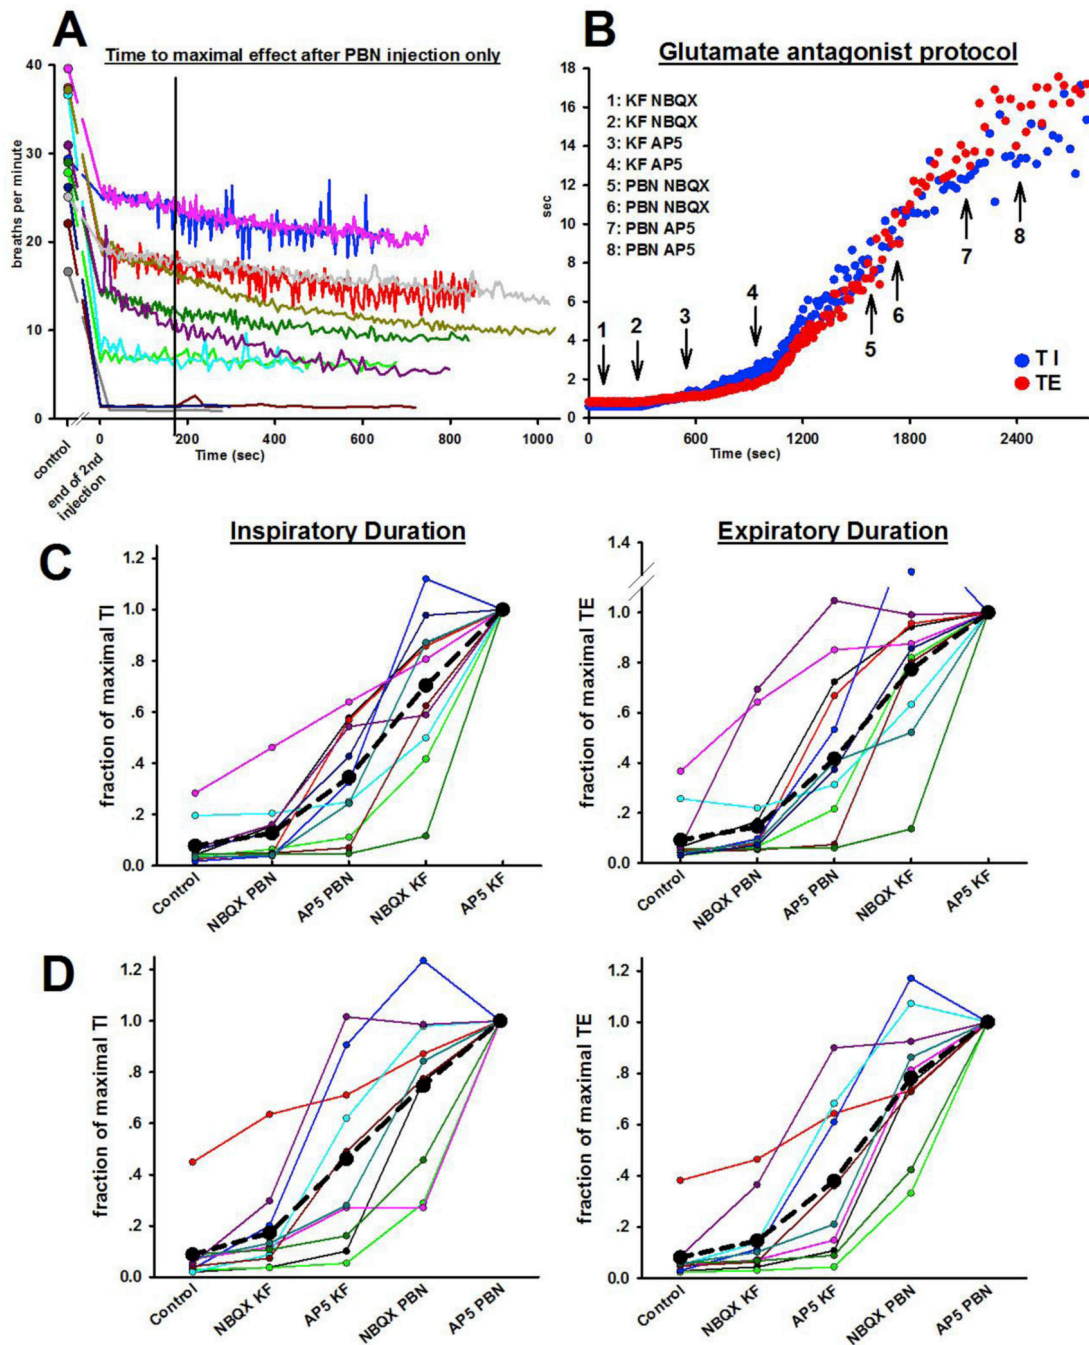 A
Time to maximal effect after PBN injection only
40
30
20
10
0
breaths per minute
control
end of 2nd
injection
0
200
400
600
800
1000
Time (sec)
B
Glutamate antagonist protocol
18
16
14
12
10
8
6
4
2
0
sec
1: KF NBQX
2: KF NBQX
3: KF AP5
4: KF AP5
5: PBN NBQX
6: PBN NBQX
7: PBN AP5
8: PBN AP5
1
2
3
4
5
6
7
8
T I
TE
0
600
1200
1800
2400
Time (sec)
C
Inspiratory Duration
1.2
1.0
.8
.6
.4
.2
0.0
fraction of maximal TI
Control
NBQX PBN
AP5 PBN
NBQX KF
AP5 KF
Expiratory Duration
1.4
1.0
.8
.6
.4
.2
0.0
fraction of maximal TE
Control
NBQX PBN
AP5 PBN
NBQX KF
AP5 KF
D
1.2
1.0
.8
.6
.4
.2
0.0
fraction of maximal TI
Control
NBQX KF
AP5 KF
NBQX PBN
AP5 PBN
1.2
1.0
.8
.6
.4
.2
0.0
fraction of maximal TE
Control
NBQX KF
AP5 KF
NBQX PBN
AP5 PBN